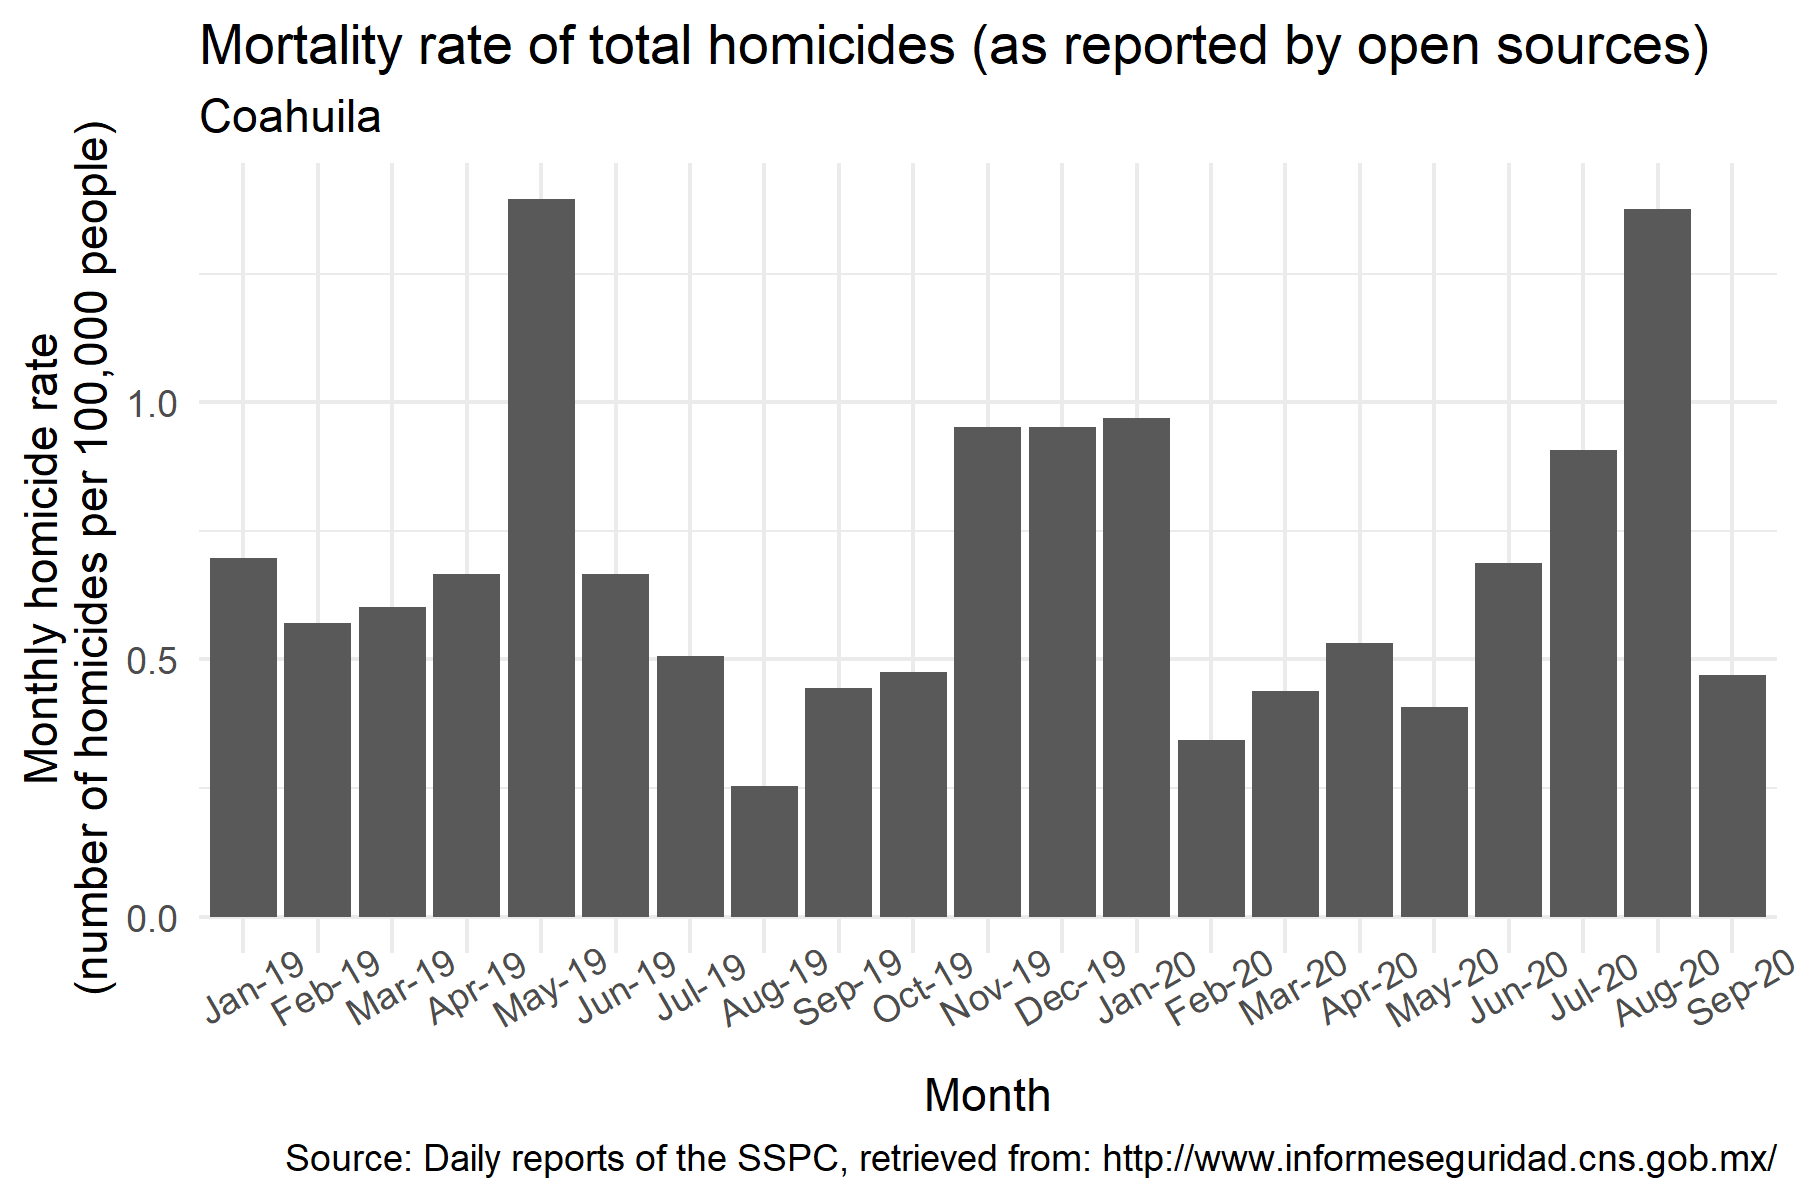 Mortality rate of total homicides (as reported by open sources)
Coahuila
Monthly homicide rate
(number of homicides per 100,000 people)
1.0
0.5
0.0
Jan-19
Feb-19
Mar-19
Apr-19
May-19
Jun-19
Jul-19
Aug-19
Sep-19
Oct-19
Nov-19
Dec-19
Jan-20
Feb-20
Mar-20
Apr-20
May-20
Jun-20
Jul-20
Aug-20
Sep-20
Month
Source: Daily reports of the SSPC, retrieved from: http://www.informeseguridad.cns.gob.mx/